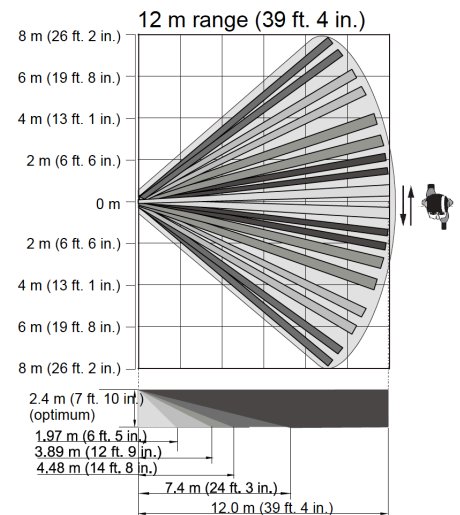 12 m range (39 ft. 4 in.)
8 m (26 ft. 2 in.)
6 m (19 ft. 8 in.)
4 m (13 ft. 1 in.)
2 m (6 ft. 6 in.)
0 m
2 m (6 ft. 6 in.)
4 m (13 ft. 1 in.)
6 m (19 ft. 8 in.)
8 m (26 ft. 2 in.)
2.4 m (7 ft. 10 in.)
(optimum)
1.97 m (6 ft. 5 in.)
3.89 m (12 ft. 9 in.)
4.48 m (14 ft. 8 in.)
7.4 m (24 ft. 3 in.)
12.0 m (39 ft. 4 in.)